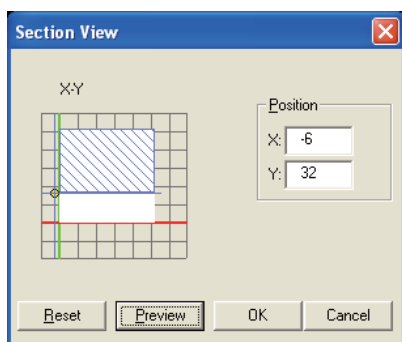 Section View
X-Y
Position
X: -6
Y: 32
Reset Preview OK Cancel